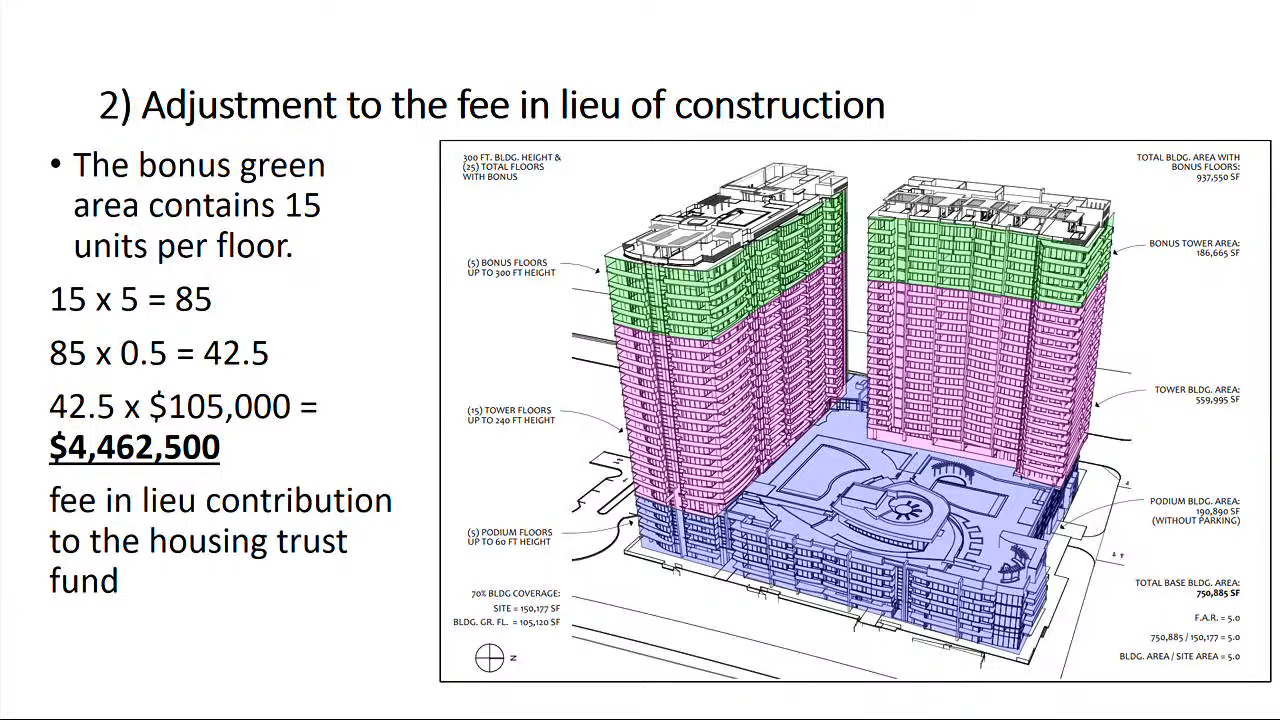 2) Adjustment to the fee in lieu of construction
• The bonus green
area contains 15
units per floor.
15 x 5 = 85
85 x 0.5 = 42.5
42.5 x $105,000 =
$4,462,500
fee in lieu contribution
to the housing trust
fund
300 FT. BLDG. HEIGHT &
(25) TOTAL FLOORS
WITH BONUS
(5) BONUS FLOORS
UP TO 300 FT HEIGHT
(15) TOWER FLOORS
UP TO 240 FT HEIGHT
(5) PODIUM FLOORS
UP TO 60 FT HEIGHT
70% BLDG COVERAGE:
SITE = 150,177 SF
BLDG. GR. FL. = 105,120 SF
N
TOTAL BLDG. AREA WITH
BONUS FLOORS:
937,550 SF
BONUS TOWER AREA:
186,665 SF
TOWER BLDG. AREA:
559,995 SF
PODIUM BLDG. AREA:
190,890 SF
(WITHOUT PARKING)
TOTAL BASE BLDG. AREA:
750,885 SF
F.A.R. = 5.0
750,885 / 150,177 = 5.0
BLDG. AREA / SITE AREA = 5.0